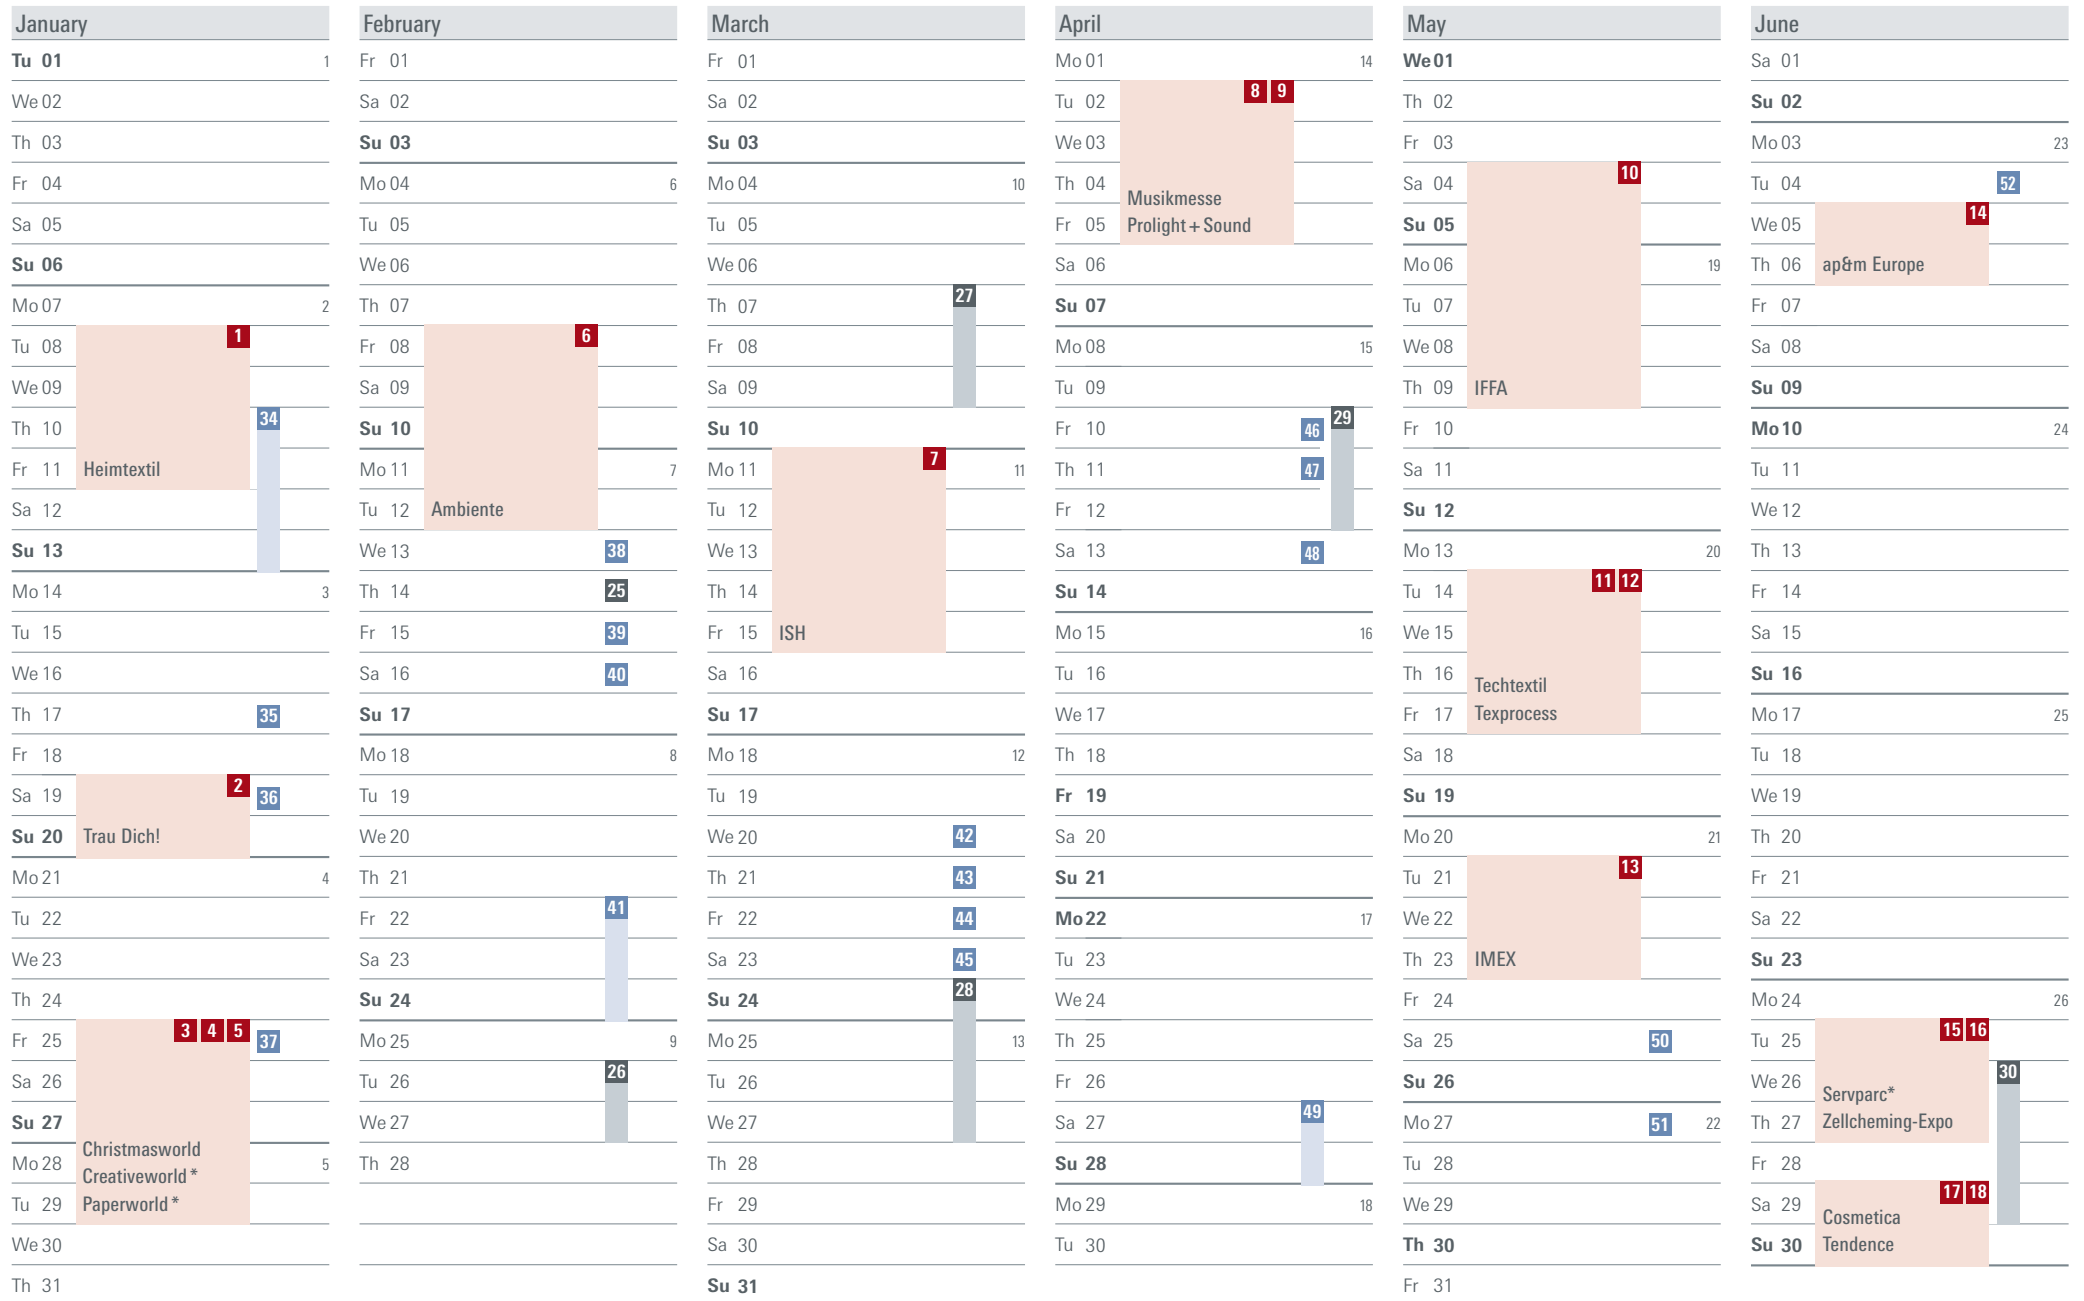 January
Tu 01 1
We 02
Th 03
Fr 04
Sa 05
Su 06
Mo 07 2
Tu 08 1
We 09
Th 10 34
Fr 11 Heimtextil
Sa 12
Su 13
Mo 14 3
Tu 15
We 16
Th 17 35
Fr 18
Sa 19 2 36
Su 20 Trau Dich!
Mo 21 4
Tu 22
We 23
Th 24
Fr 25 3 4 5 37
Sa 26
Su 27
Christmasworld
Mo 28 Creativeworld * 5
Tu 29 Paperworld *
We 30
Th 31
February
Fr 01
Sa 02
Su 03
Mo 04 6
Tu 05
We 06
Th 07
Fr 08 6
Sa 09
Su 10
Mo 11 7
Tu 12 Ambiente
We 13 38
Th 14 25
Fr 15 39
Sa 16 40
Su 17
Mo 18 8
Tu 19
We 20
Th 21
Fr 22 41
Sa 23
Su 24
Mo 25 9
Tu 26 26
We 27
Th 28
March
Fr 01
Sa 02
Su 03
Mo 04 10
Tu 05
We 06
Th 07 27
Fr 08
Sa 09
Su 10
Mo 11 7 11
Tu 12
We 13
Th 14
Fr 15 ISH
Sa 16
Su 17
Mo 18 12
Tu 19
We 20 42
Th 21 43
Fr 22 44
Sa 23 45
Su 24 28
Mo 25 13
Tu 26
We 27
Th 28
Fr 29
Sa 30
Su 31
April
Mo 01 14
Tu 02 8 9
We 03
Th 04 Musikmesse
Fr 05 Prolight + Sound
Sa 06
Su 07
Mo 08 15
Tu 09
Fr 10 46 29
Th 11 47
Fr 12
Sa 13 48
Su 14
Mo 15 16
Tu 16
We 17
Th 18
Fr 19
Sa 20
Su 21
Mo 22 17
Tu 23
We 24
Th 25
Fr 26
Sa 27 49
Su 28
Mo 29 18
Tu 30
May
We 01
Th 02
Fr 03
Sa 04 10
Su 05
Mo 06 19
Tu 07
We 08
Th 09 IFFA
Fr 10
Sa 11
Su 12
Mo 13 20
Tu 14 11 12
We 15
Th 16 Techtextil
Fr 17 Texprocess
Sa 18
Su 19
Mo 20 21
Tu 21 13
We 22
Th 23 IMEX
Fr 24
Sa 25 50
Su 26
Mo 27 51 22
Tu 28
We 29
Th 30
Fr 31
June
Sa 01
Su 02
Mo 03 23
Tu 04 52
We 05 14
Th 06 ap&m Europe
Fr 07
Sa 08
Su 09
Mo 10 24
Tu 11
We 12
Th 13
Fr 14
Sa 15
Su 16
Mo 17 25
Tu 18
We 19
Th 20
Fr 21
Sa 22
Su 23
Mo 24 26
Tu 25 15 16
We 26 Servparc* 30
Th 27 Zellcheming-Expo
Fr 28
Sa 29 17 18
Cosmetica
Su 30 Tendence